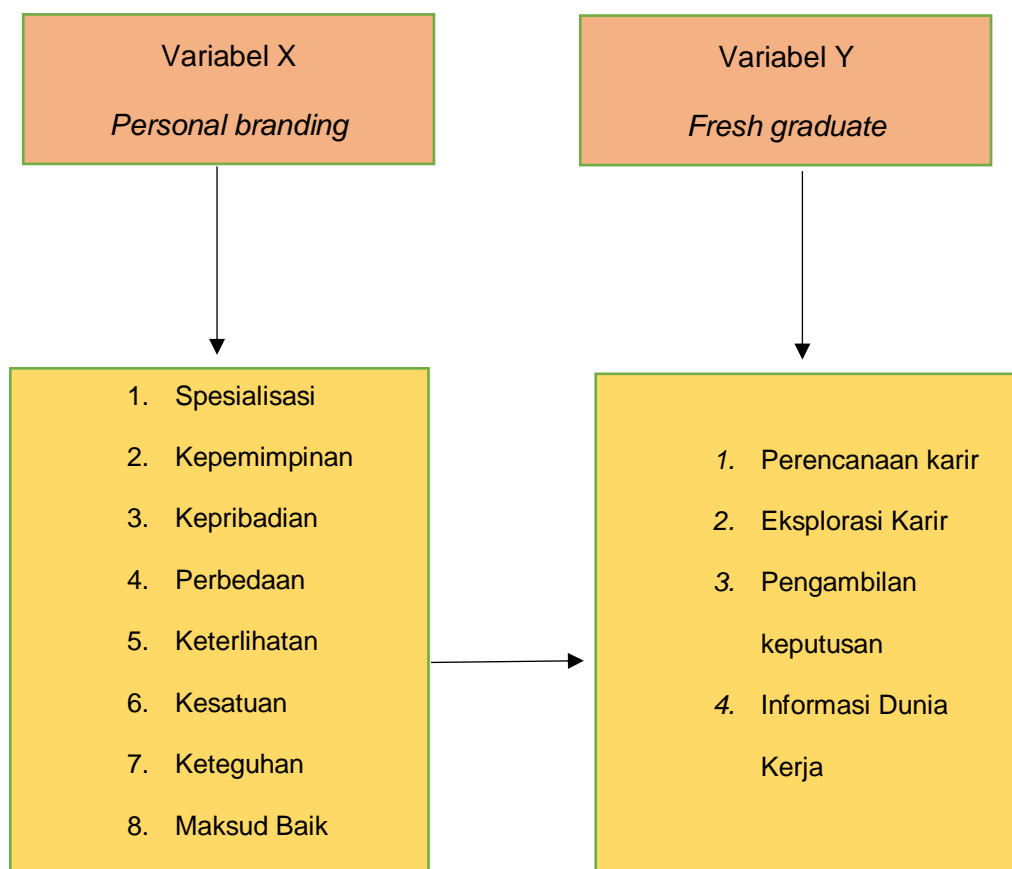 Variabel X
Personal branding
Variabel Y
Fresh graduate
1. Spesialisasi
2. Kepemimpinan
3. Kepribadian
4. Perbedaan
5. Keterlihatan
6. Kesatuan
7. Keteguhan
8. Maksud Baik
1. Perencanaan karir
2. Eksplorasi Karir
3. Pengambilan
keputusan
4. Informasi Dunia
Kerja